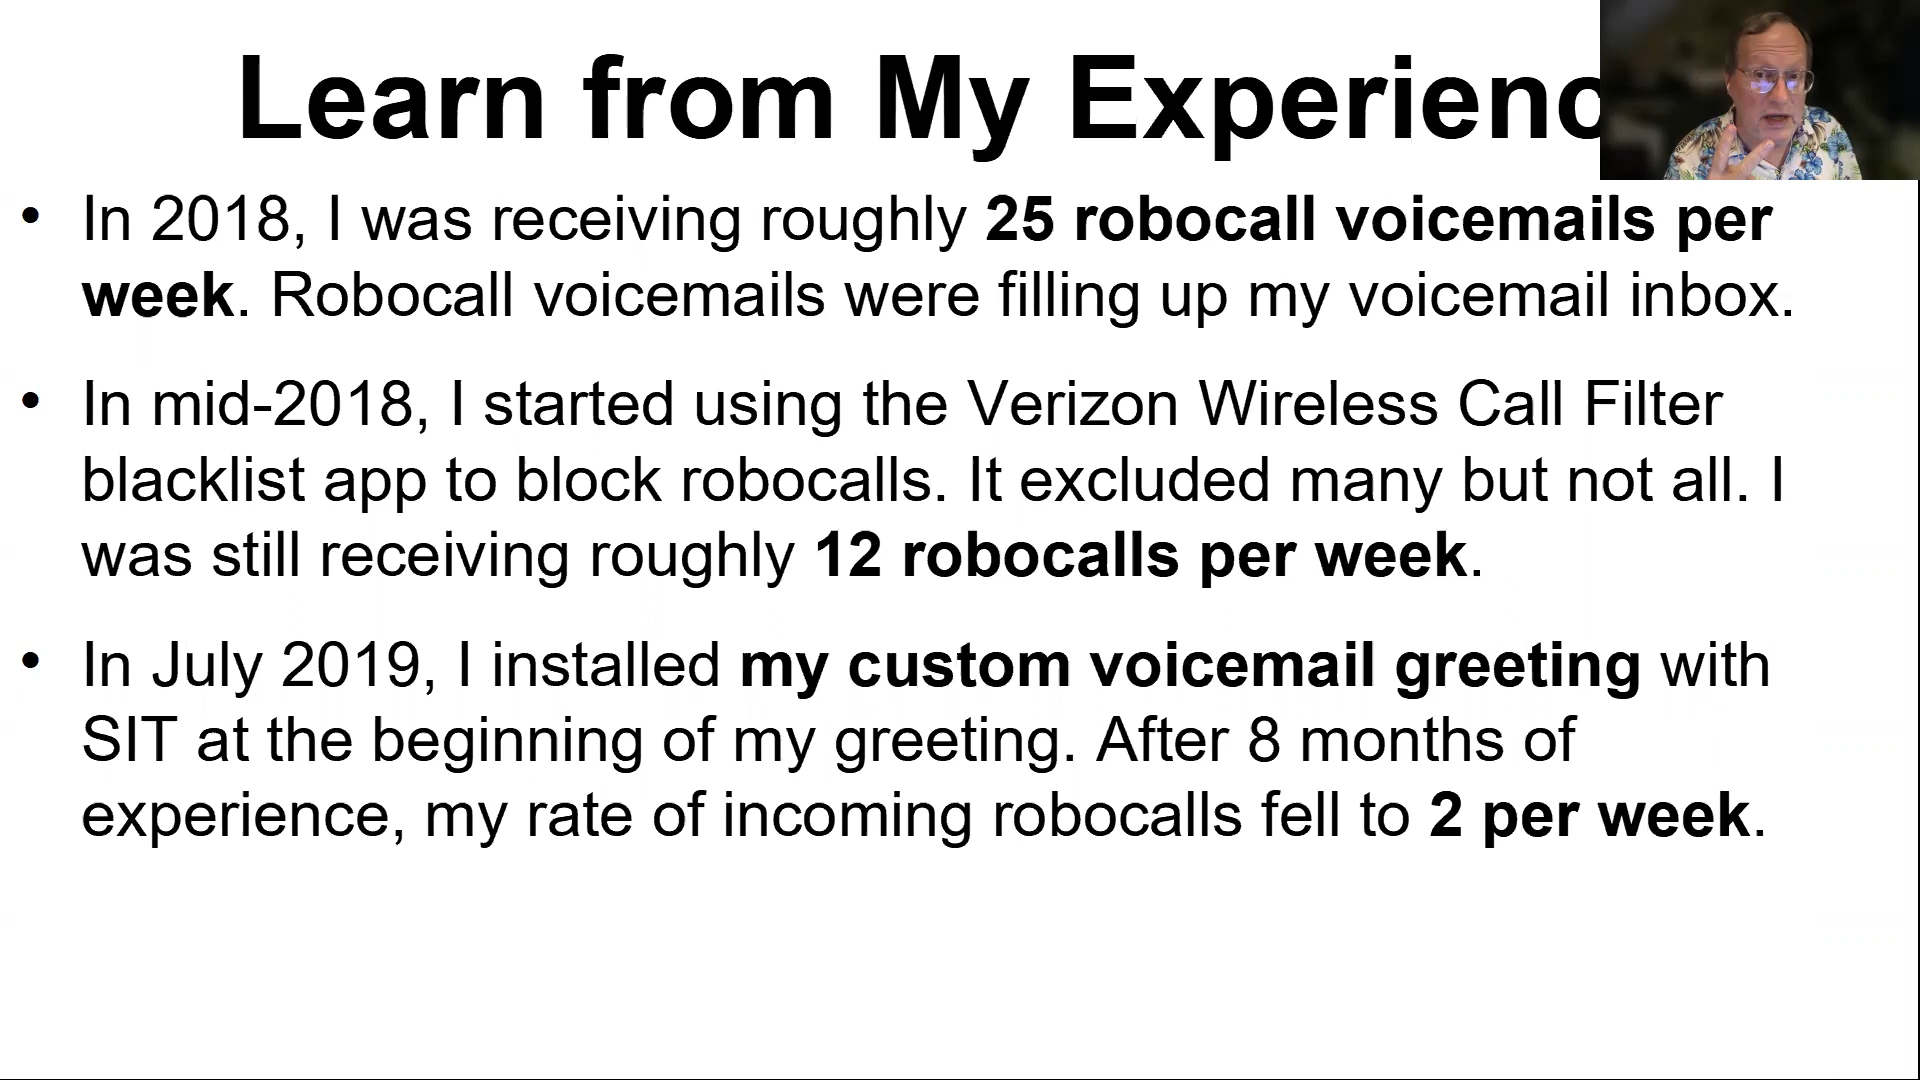 Learn from My Experienc
• In 2018, I was receiving roughly 25 robocall voicemails per
week. Robocall voicemails were filling up my voicemail inbox.
• In mid-2018, I started using the Verizon Wireless Call Filter
blacklist app to block robocalls. It excluded many but not all. I
was still receiving roughly 12 robocalls per week.
• In July 2019, I installed my custom voicemail greeting with
SIT at the beginning of my greeting. After 8 months of
experience, my rate of incoming robocalls fell to 2 per week.